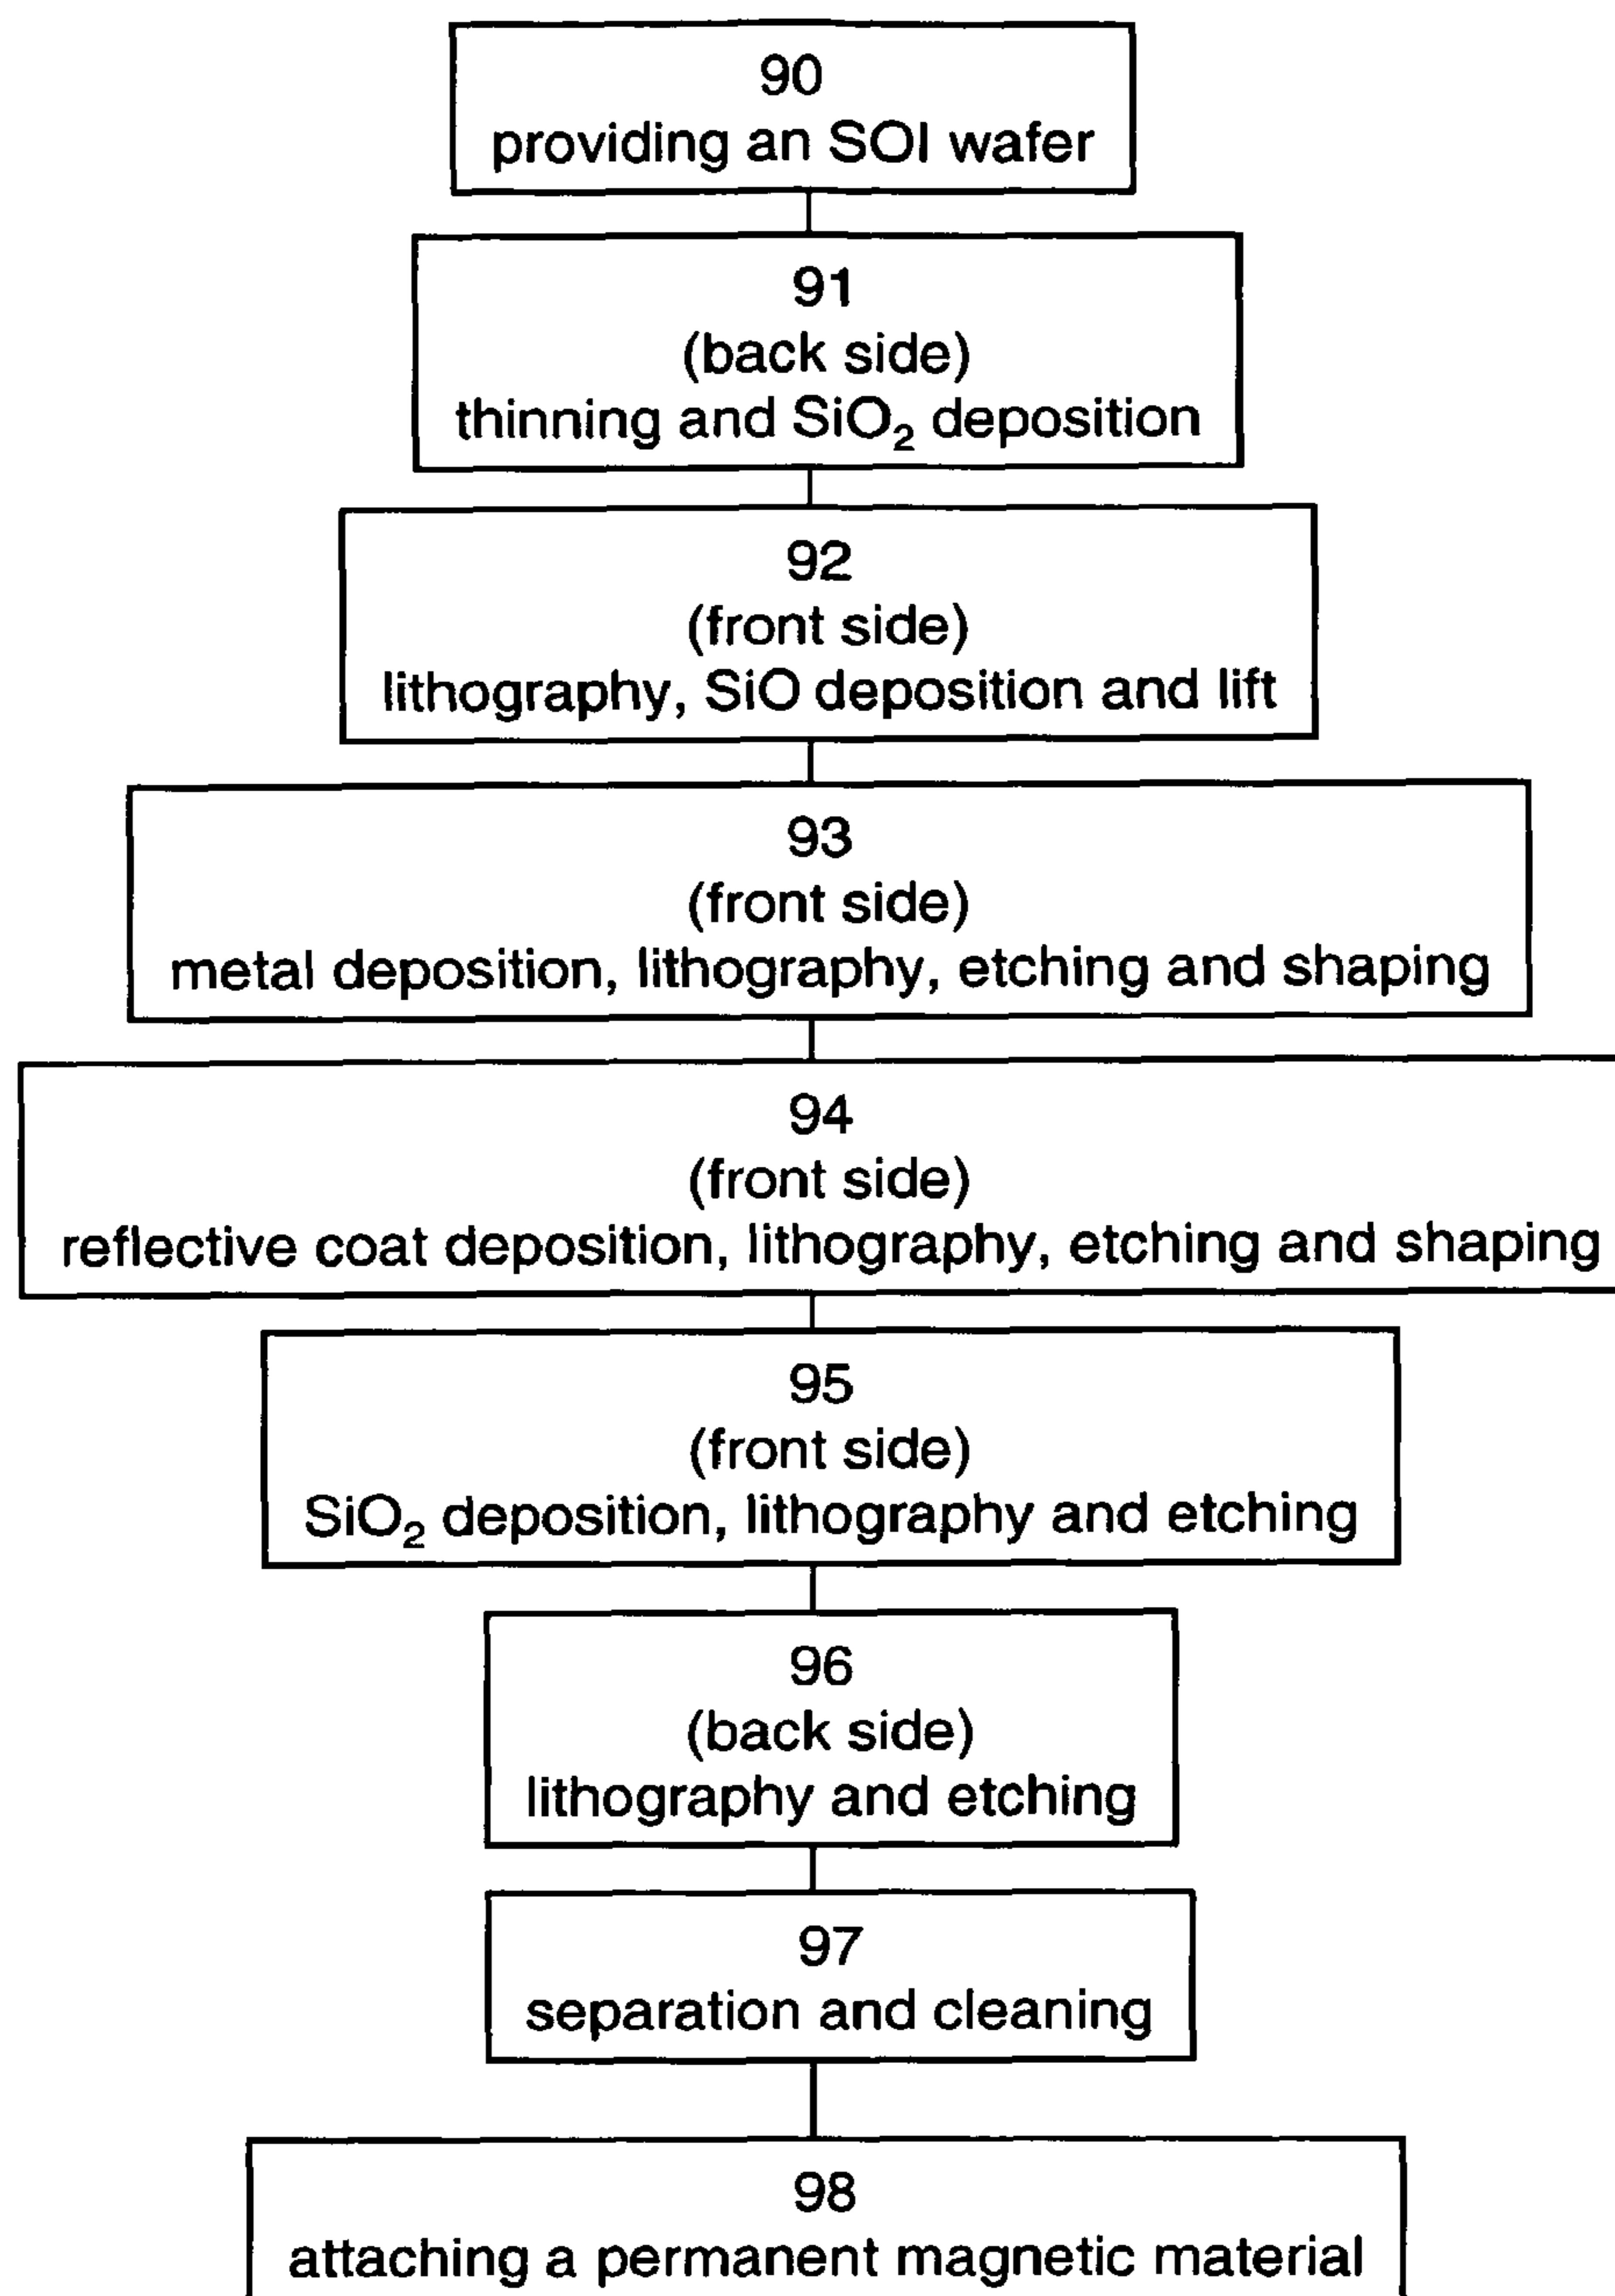 90
providing an SOI wafer
91
(back side)
thinning and SiO₂ deposition
92
(front side)
lithography, SiO deposition and lift
93
(front side)
metal deposition, lithography, etching and shaping
94
(front side)
reflective coat deposition, lithography, etching and shaping
95
(front side)
SiO₂ deposition, lithography and etching
96
(back side)
lithography and etching
97
separation and cleaning
98
attaching a permanent magnetic material